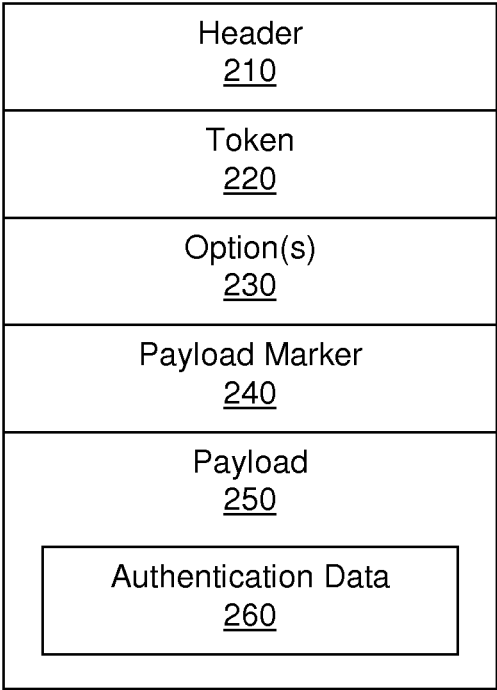 Header
210
Token
220
Option(s)
230
Payload Marker
240
Payload
250
Authentication Data
260